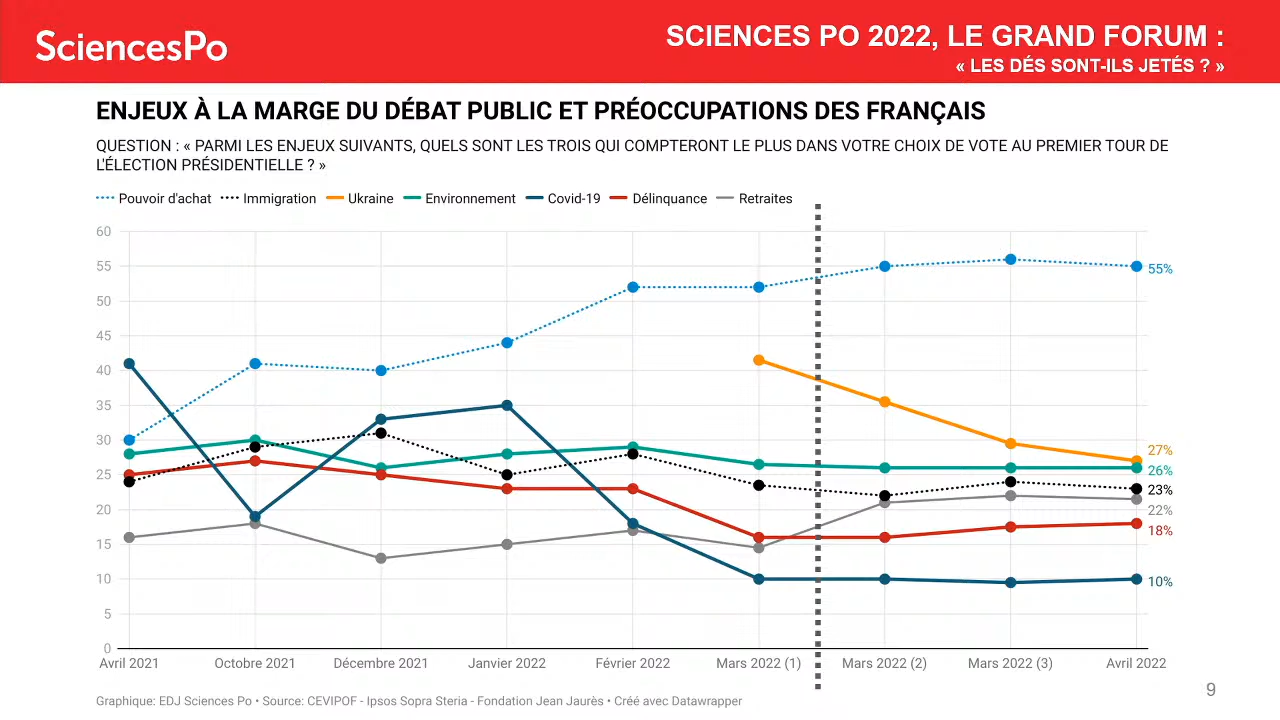 SciencesPo
SCIENCES PO 2022, LE GRAND FORUM :
« LES DÉS SONT-ILS JETÉS ? »
ENJEUX À LA MARGE DU DÉBAT PUBLIC ET PRÉOCCUPATIONS DES FRANÇAIS
QUESTION : « PARMI LES ENJEUX SUIVANTS, QUELS SONT LES TROIS QUI COMPTERONT LE PLUS DANS VOTRE CHOIX DE VOTE AU PREMIER TOUR DE
L'ÉLECTION PRÉSIDENTIELLE ? »
Pouvoir d'achat Immigration Ukraine Environnement Covid-19 Délinquance Retraites
60
55
50
45
40
35
30
25
20
15
10
5
0
55%
27%
26%
23%
22%
18%
10%
Avril 2021 Octobre 2021 Décembre 2021 Janvier 2022 Février 2022 Mars 2022 (1) Mars 2022 (2) Mars 2022 (3) Avril 2022
Graphique: EDJ Sciences Po • Source: CEVIPOF - Ipsos Sopra Steria - Fondation Jean Jaurès • Créé avec Datawrapper
9